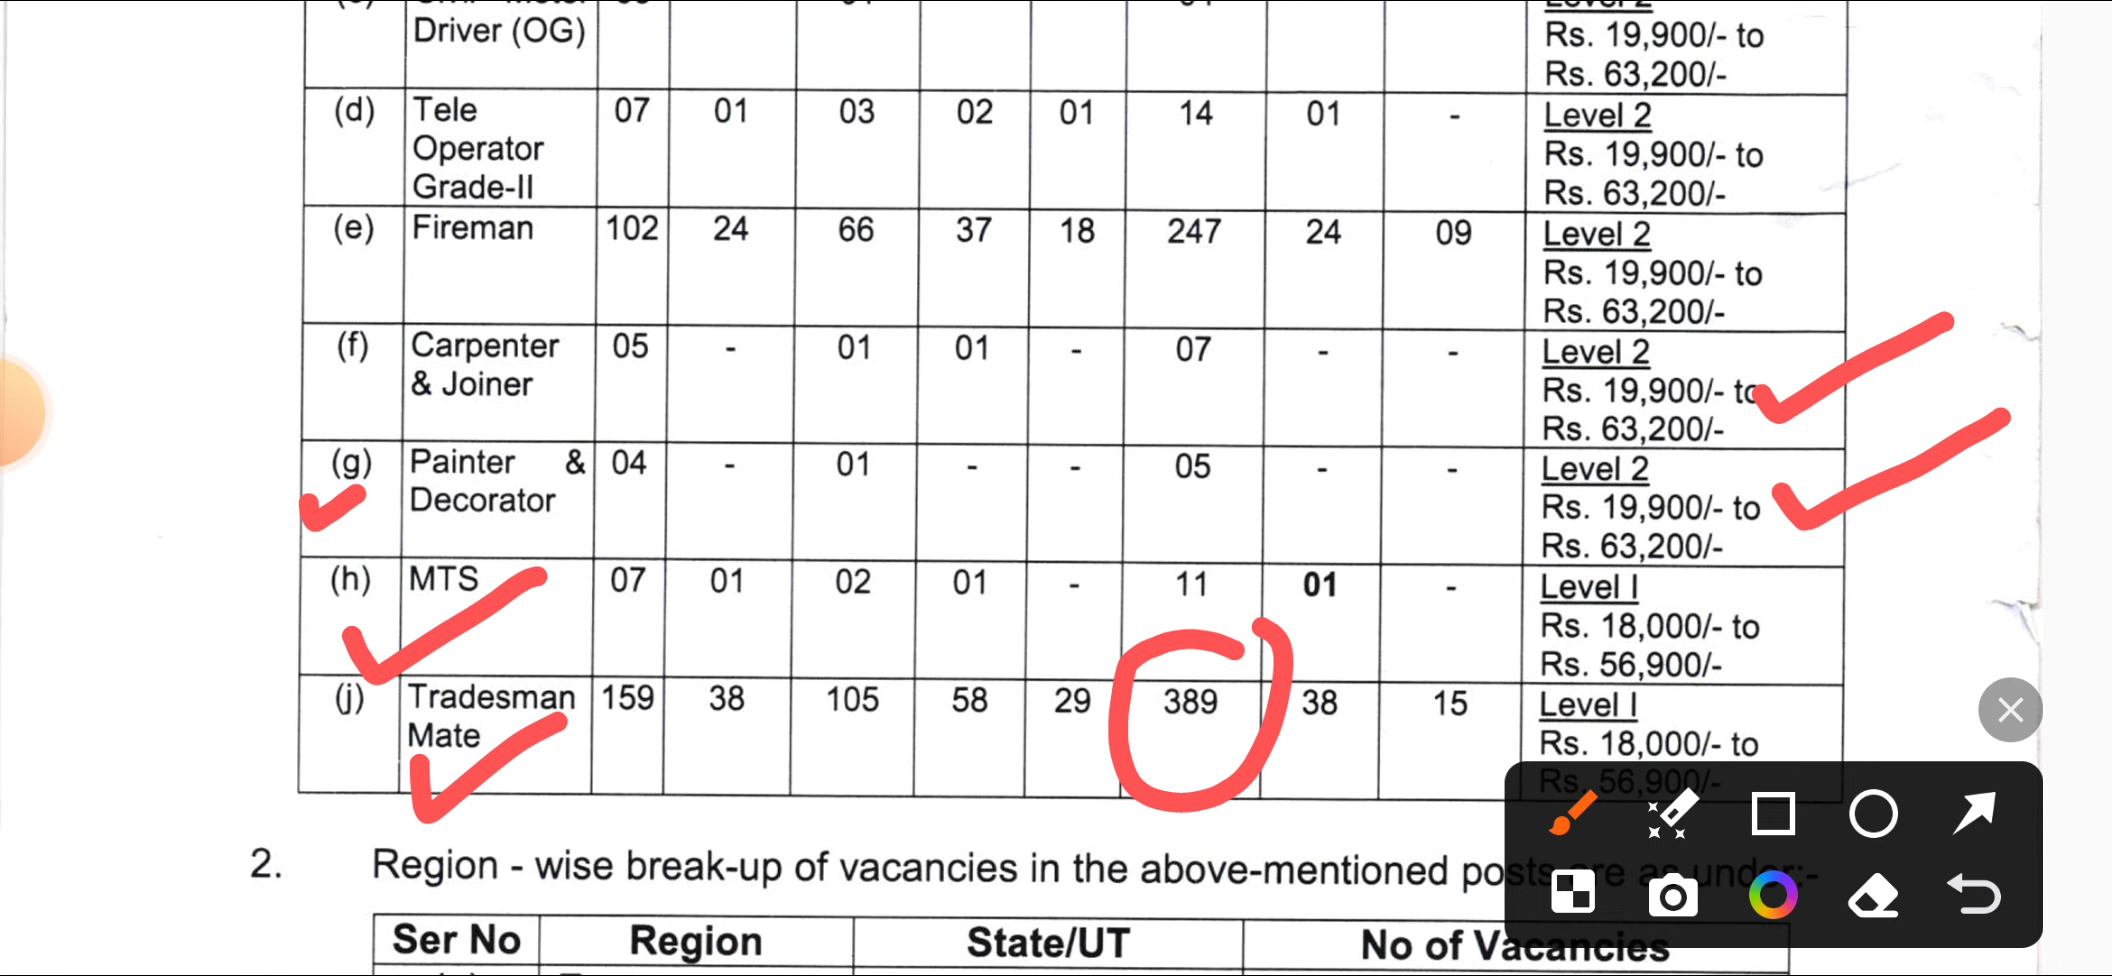 Driver (OG)
Rs. 19,900/- to
Rs. 63,200/-
(d) Tele 07 01 03 02 01 14 01 - Level 2
Operator Rs. 19,900/- to
Grade-II Rs. 63,200/-
(e) Fireman 102 24 66 37 18 247 24 09 Level 2
Rs. 19,900/- to
Rs. 63,200/-
(f) Carpenter 05 - 01 01 - 07 - - Level 2
& Joiner Rs. 19,900/- to
Rs. 63,200/-
(g) Painter & 04 - 01 - - 05 - - Level 2
Decorator Rs. 19,900/- to
Rs. 63,200/-
(h) MTS 07 01 02 01 - 11 01 - Level I
Rs. 18,000/- to
Rs. 56,900/-
(j) Tradesman 159 38 105 58 29 389 38 15 Level I
Mate Rs. 18,000/- to
Rs. 56,900/-
2. Region - wise break-up of vacancies in the above-mentioned posts are as under:-
Ser No Region State/UT No of Vacancies